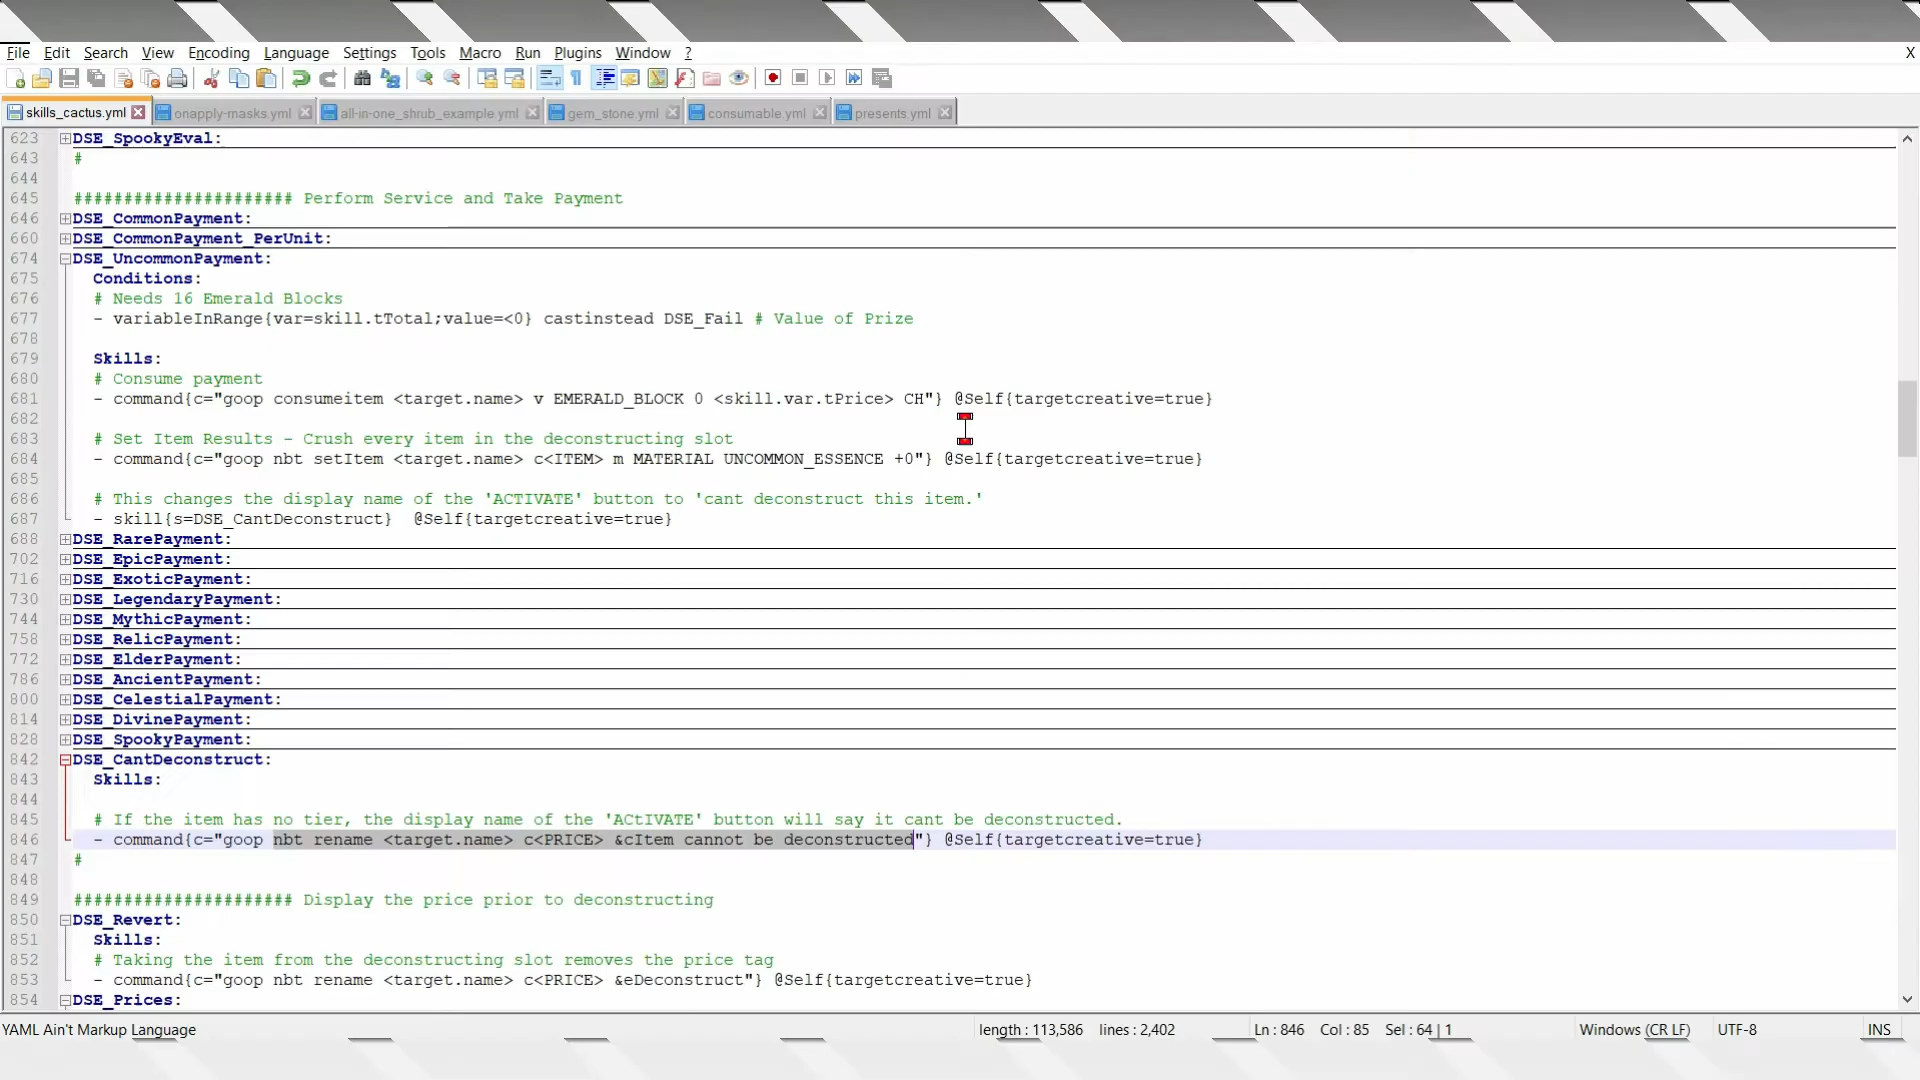 File Edit Search View Encoding Language Settings Tools Macro Run Plugins Window ? X
skills_cactus.yml onapply-masks.yml all-in-one_shrub_example.yml gem_stone.yml consumable.yml presents.yml
623 DSE_SpookyEval:
643 #
644
645 ###################### Perform Service and Take Payment
646 DSE_CommonPayment:
660 DSE_CommonPayment_PerUnit:
674 DSE_UncommonPayment:
675 Conditions:
676 # Needs 16 Emerald Blocks
677 - variableInRange{var=skill.tTotal;value=<0} castinstead DSE_Fail # Value of Prize
678
679 Skills:
680 # Consume payment
681 - command{c="goop consumeitem <target.name> v EMERALD_BLOCK 0 <skill.var.tPrice> CH"} @Self{targetcreative=true}
682
683 # Set Item Results - Crush every item in the deconstructing slot
684 - command{c="goop nbt setItem <target.name> c<ITEM> m MATERIAL UNCOMMON_ESSENCE +0"} @Self{targetcreative=true}
685
686 # This changes the display name of the 'ACTIVATE' button to 'cant deconstruct this item.'
687 - skill{s=DSE_CantDeconstruct} @Self{targetcreative=true}
688 DSE_RarePayment:
702 DSE_EpicPayment:
716 DSE_ExoticPayment:
730 DSE_LegendaryPayment:
744 DSE_MythicPayment:
758 DSE_RelicPayment:
772 DSE_ElderPayment:
786 DSE_AncientPayment:
800 DSE_CelestialPayment:
814 DSE_DivinePayment:
828 DSE_SpookyPayment:
842 DSE_CantDeconstruct:
843 Skills:
844
845 # If the item has no tier, the display name of the 'ACtIVATE' button will say it cant be deconstructed.
846 - command{c="goop nbt rename <target.name> c<PRICE> &cItem cannot be deconstructed"} @Self{targetcreative=true}
847 #
848
849 ###################### Display the price prior to deconstructing
850 DSE_Revert:
851 Skills:
852 # Taking the item from the deconstructing slot removes the price tag
853 - command{c="goop nbt rename <target.name> c<PRICE> &eDeconstruct"} @Self{targetcreative=true}
854 DSE_Prices:
YAML Ain't Markup Language length : 113,586 lines : 2,402 Ln : 846 Col : 85 Sel : 64 | 1 Windows (CR LF) UTF-8 INS